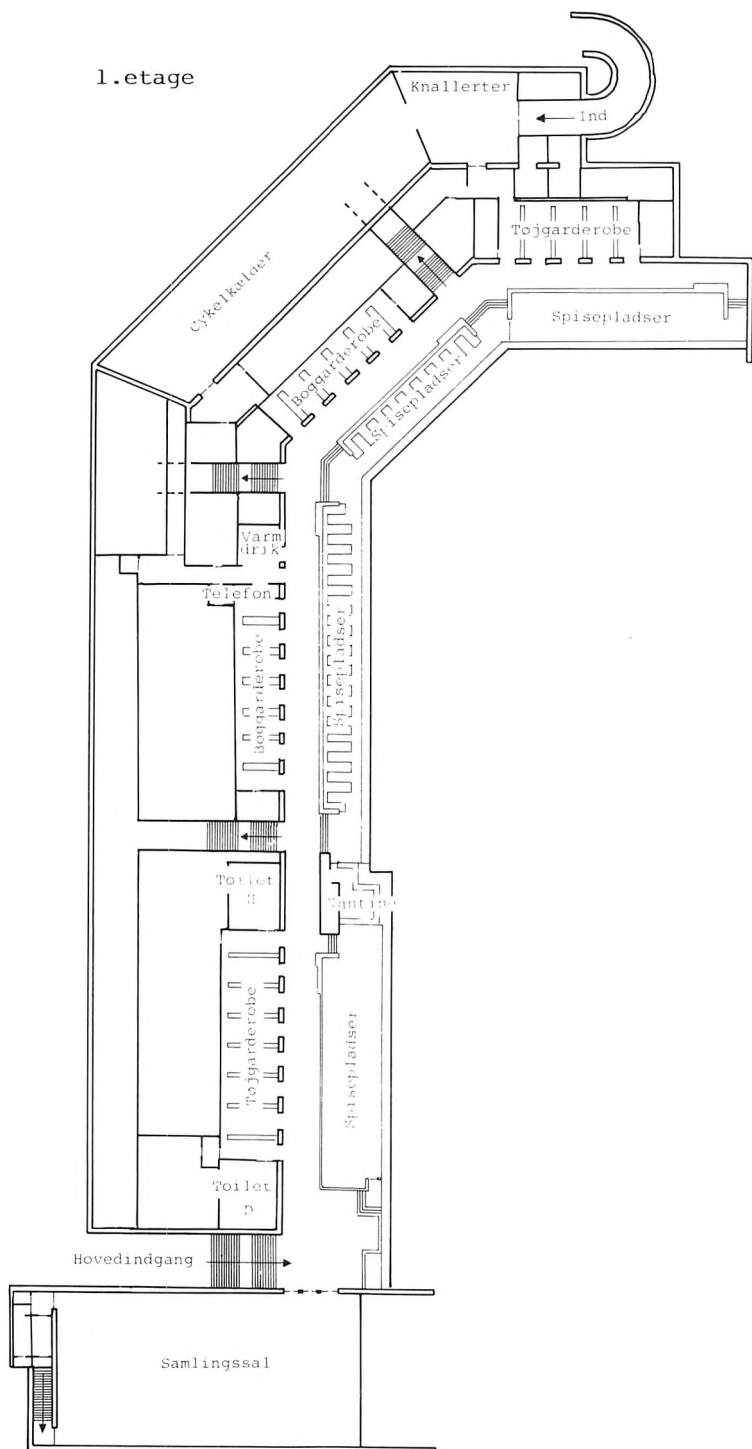 1.etage
Knallerter
Ind
Tøjgarderobe
Cykelkælder
Spisepladser
Boggarderobe
Spisepladser
Varm
drik
Telefon
Boggarderobe
Spisepladser
Toilet
H
Kantine
Tøjgarderobe
Spisepladser
Toilet
D
Hovedindgang
Samlingssal